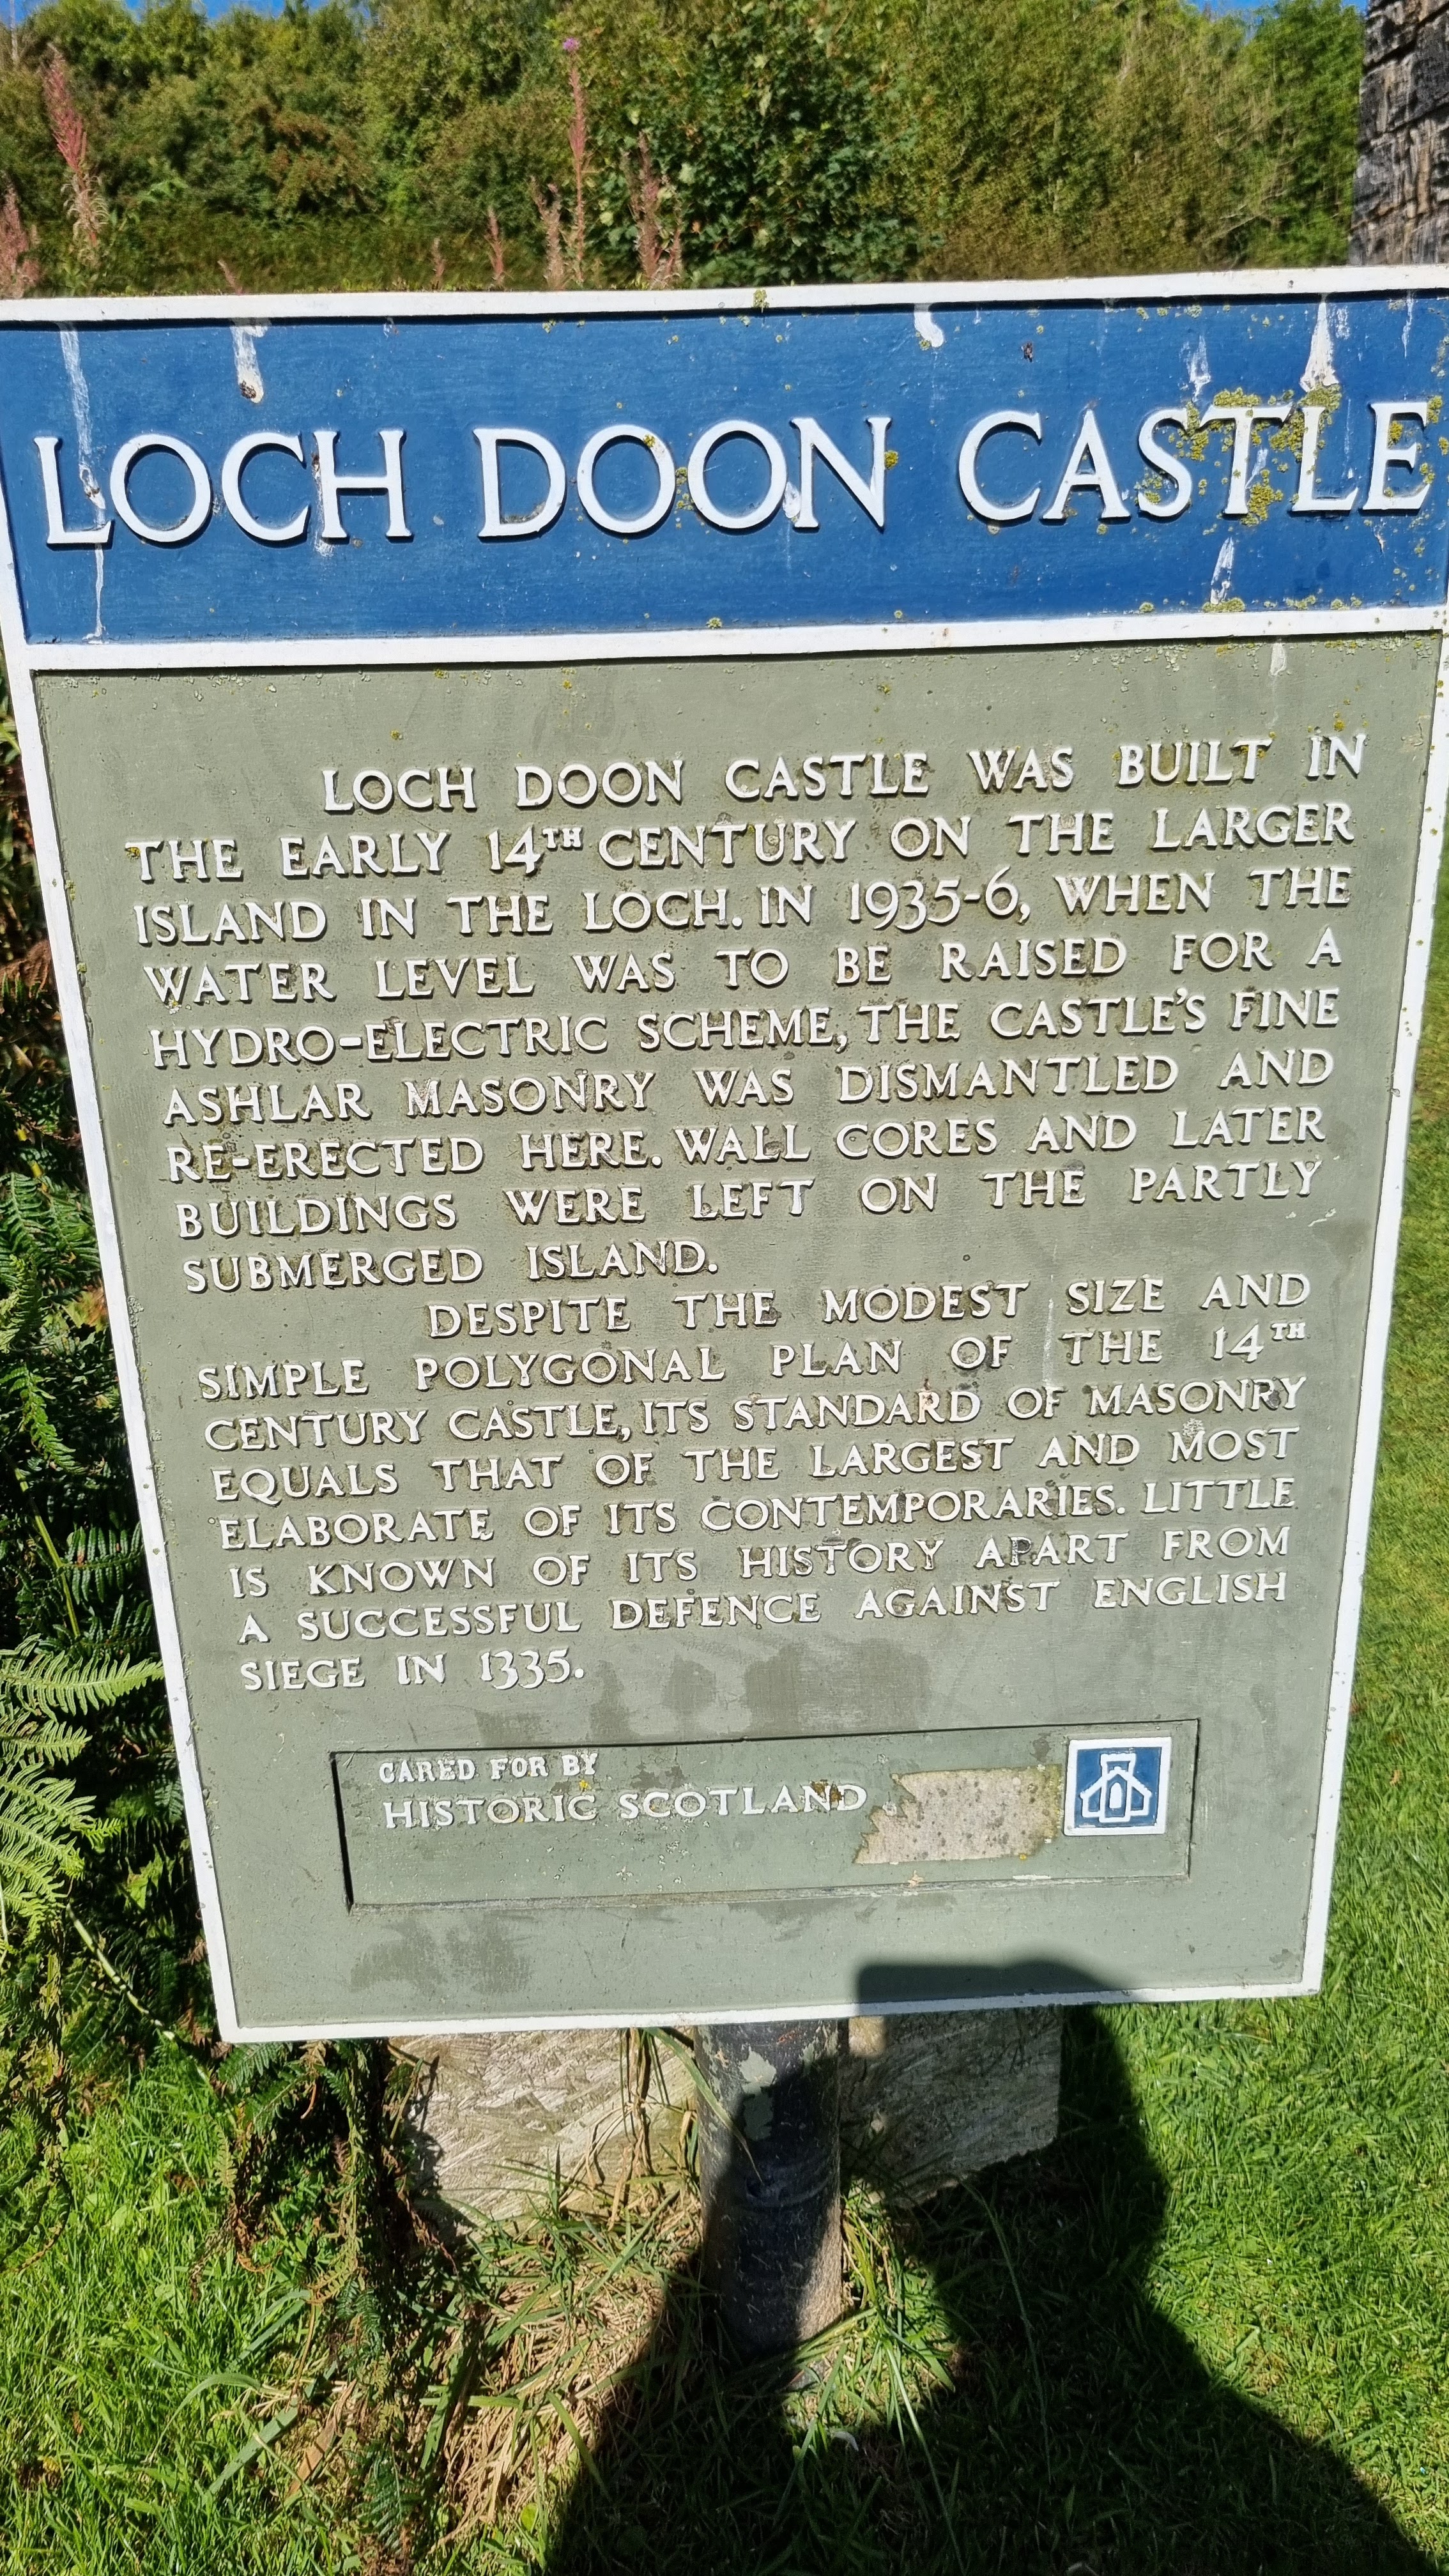 LOCH DOON CASTLE
LOCH DOON CASTLE WAS BUILT IN
THE EARLY 14TH CENTURY ON THE LARGER
ISLAND IN THE LOCH. IN 1935-6, WHEN THE
WATER LEVEL WAS TO BE RAISED FOR A
HYDRO-ELECTRIC SCHEME, THE CASTLE'S FINE
ASHLAR MASONRY WAS DISMANTLED AND
RE-ERECTED HERE. WALL CORES AND LATER
BUILDINGS WERE LEFT ON THE PARTLY
SUBMERGED ISLAND.
DESPITE THE MODEST SIZE AND
SIMPLE POLYGONAL PLAN OF THE 14TH
CENTURY CASTLE, ITS STANDARD OF MASONRY
EQUALS THAT OF THE LARGEST AND MOST
ELABORATE OF ITS CONTEMPORARIES. LITTLE
IS KNOWN OF ITS HISTORY APART FROM
A SUCCESSFUL DEFENCE AGAINST ENGLISH
SIEGE IN 1335.
CARED FOR BY
HISTORIC SCOTLAND